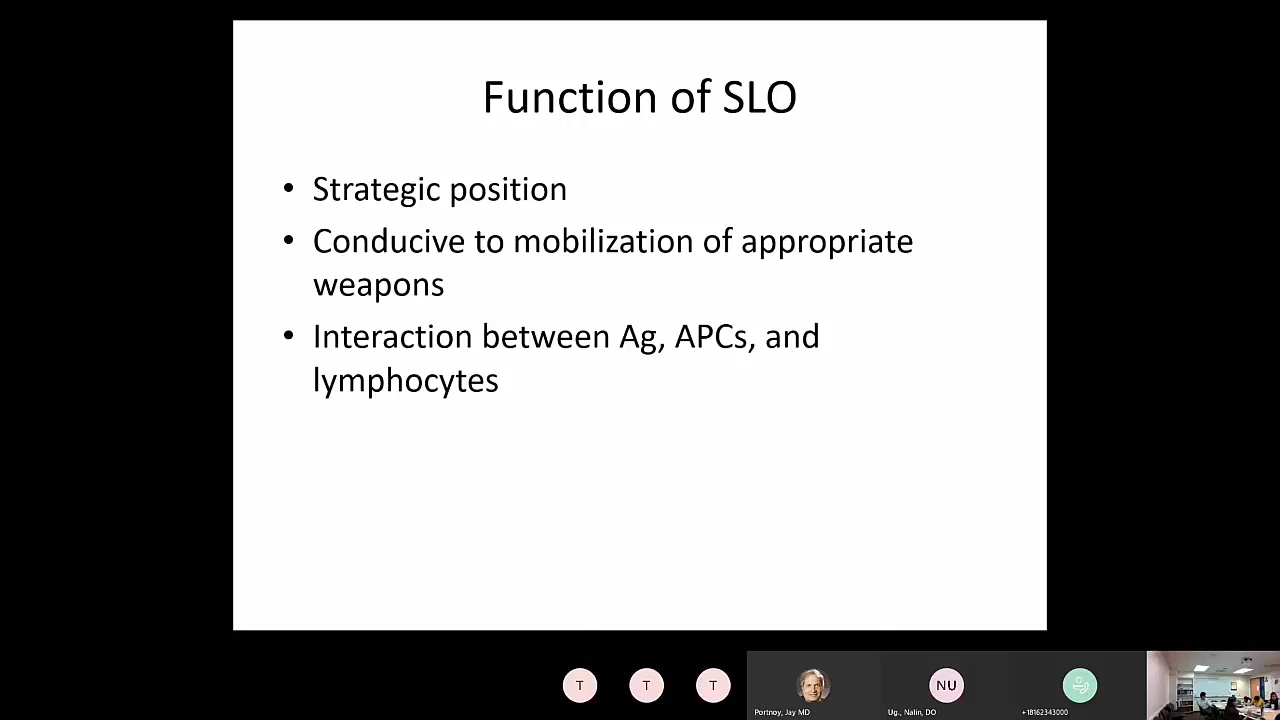 Function of SLO
• Strategic position
• Conducive to mobilization of appropriate
weapons
• Interaction between Ag, APCs, and
lymphocytes
T
T
T
NU
Portnoy, Jay MD
Ug., Nalin, DO
+18162343000